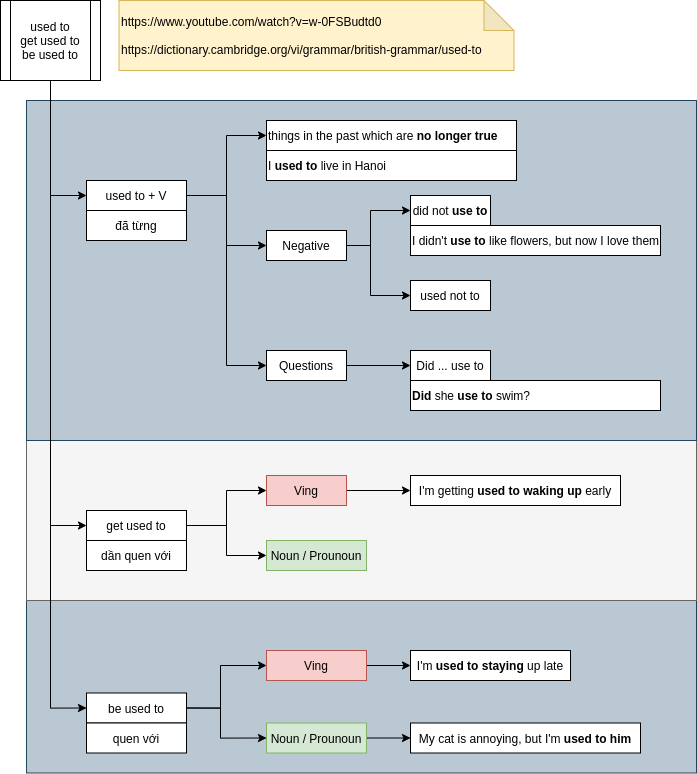 used to
get used to
be used to
https://www.youtube.com/watch?v=w-0FSBudtd0
https://dictionary.cambridge.org/vi/grammar/british-grammar/used-to
used to + V
đã từng
things in the past which are no longer true
I used to live in Hanoi
Negative
did not use to
I didn't use to like flowers, but now I love them
used not to
Questions
Did ... use to
Did she use to swim?
get used to
dần quen với
Ving
I'm getting used to waking up early
Noun / Prounoun
be used to
quen với
Ving
I'm used to staying up late
Noun / Prounoun
My cat is annoying, but I'm used to him